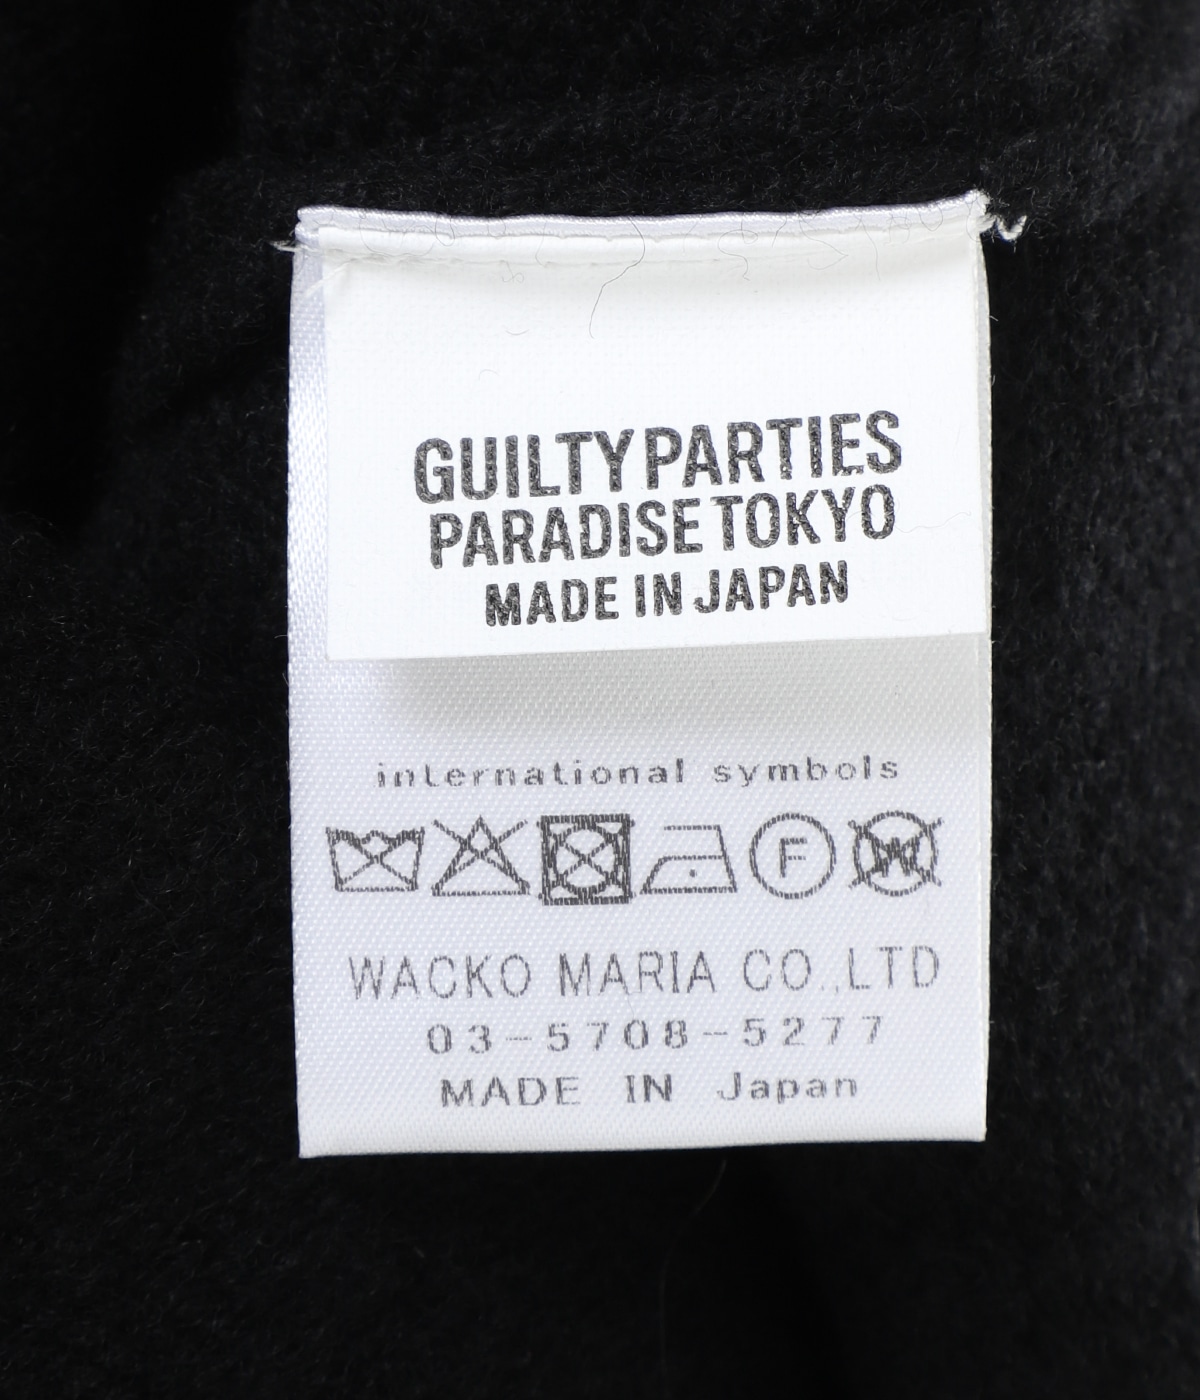 GUILTY PARTIES
PARADISE TOKYO
MADE IN JAPAN
international symbols
F W
WACKO MARIA CO.,LTD
03-5708-5277
MADE IN Japan